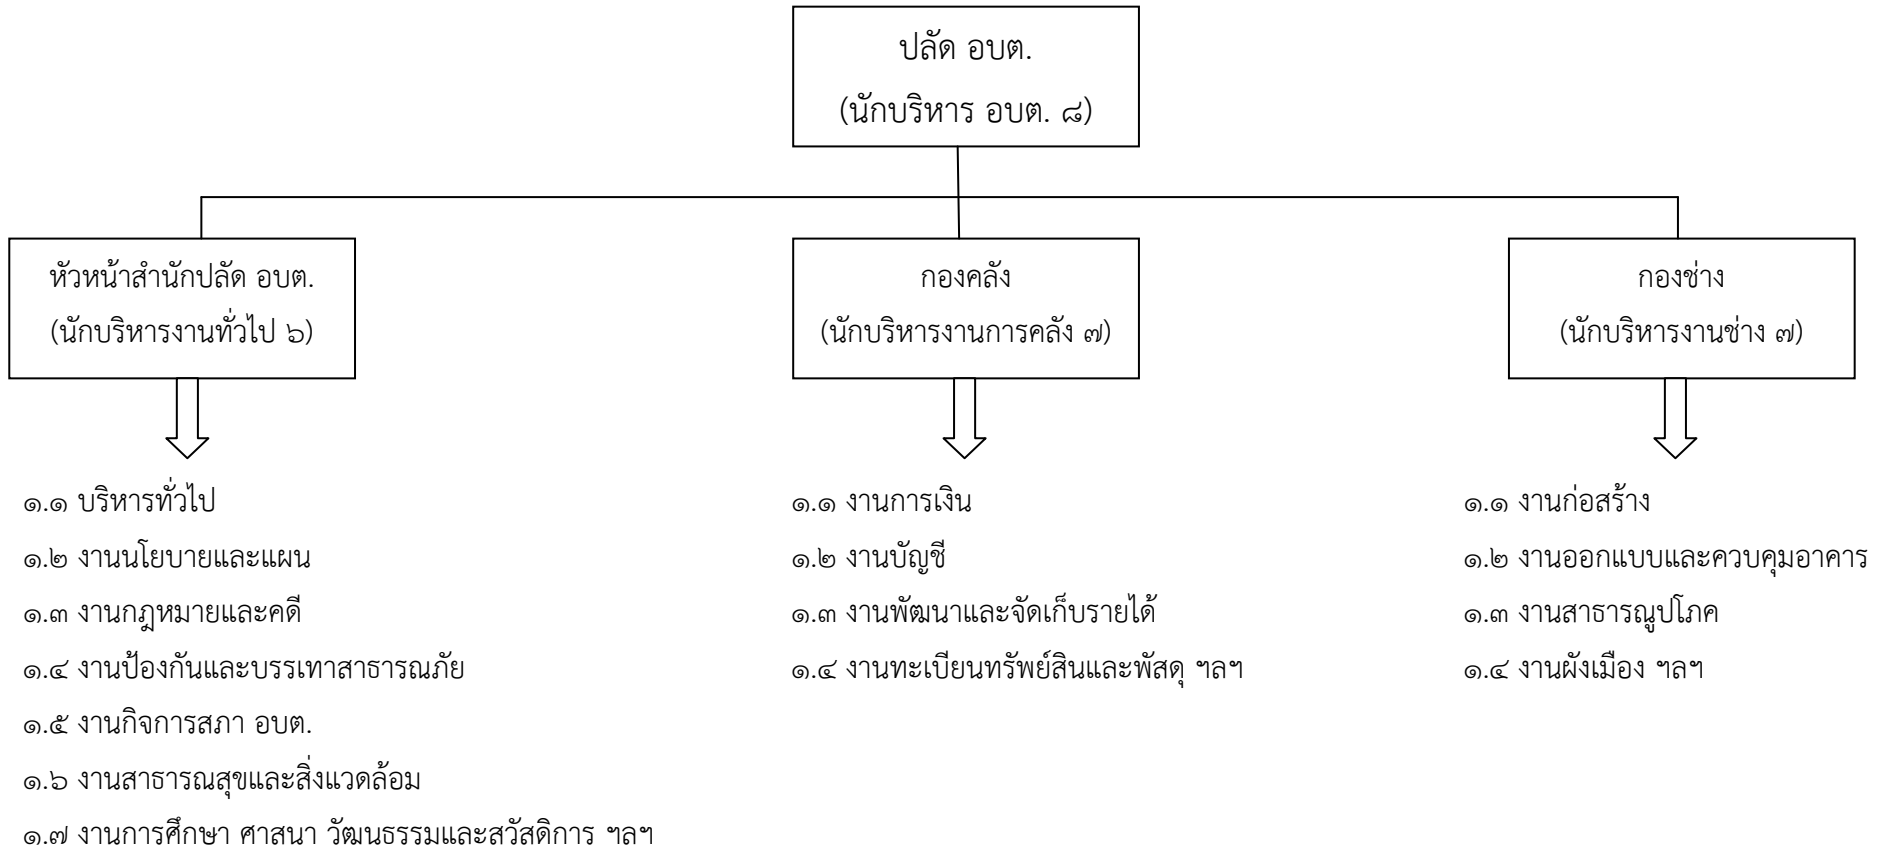 ปลัด อบต.
(นักบริหาร อบต. ๘)
หัวหน้าสำนักปลัด อบต.
(นักบริหารงานทั่วไป ๖)
กองคลัง
(นักบริหารงานการคลัง ๗)
กองช่าง
(นักบริหารงานช่าง ๗)
๑.๑ บริหารทั่วไป
๑.๒ งานนโยบายและแผน
๑.๓ งานกฎหมายและคดี
๑.๔ งานป้องกันและบรรเทาสาธารณภัย
๑.๕ งานกิจการสภา อบต.
๑.๖ งานสาธารณสุขและสิ่งแวดล้อม
๑.๗ งานการศึกษา ศาสนา วัฒนธรรมและสวัสดิการ ฯลฯ
๑.๑ งานการเงิน
๑.๒ งานบัญชี
๑.๓ งานพัฒนาและจัดเก็บรายได้
๑.๔ งานทะเบียนทรัพย์สินและพัสดุ ฯลฯ
๑.๑ งานก่อสร้าง
๑.๒ งานออกแบบและควบคุมอาคาร
๑.๓ งานสาธารณูปโภค
๑.๔ งานผังเมือง ฯลฯ